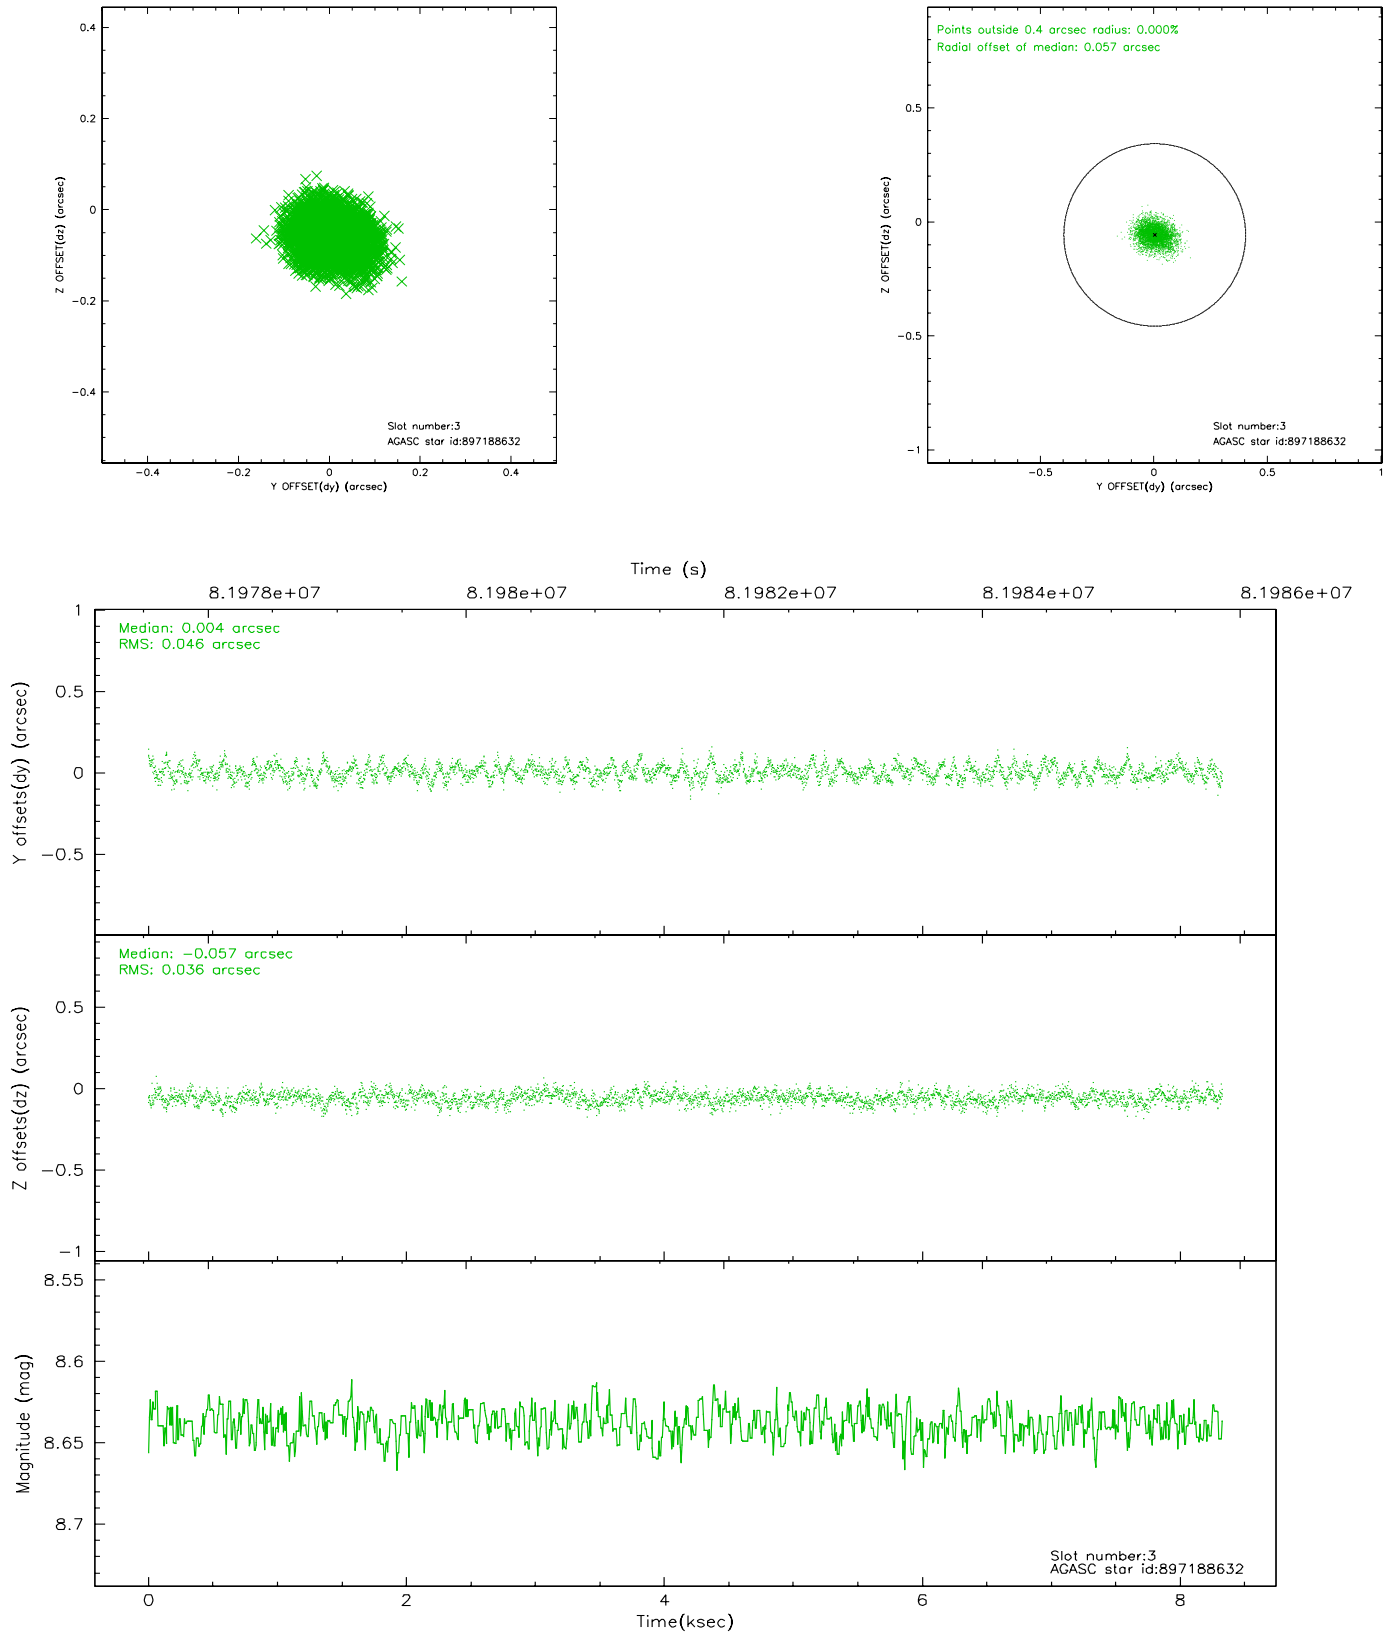 0.4
0.2
0
−0.2
−0.4
Z OFFSET(dz) (arcsec)
Slot number:3
AGASC star id:897188632
−0.4 −0.2 0 0.2 0.4
Y OFFSET(dy) (arcsec)
Points outside 0.4 arcsec radius: 0.000%
Radial offset of median: 0.057 arcsec
0.5
0
−0.5
−1
Z OFFSET(dz) (arcsec)
Slot number:3
AGASC star id:897188632
−0.5 0 0.5 1
Y OFFSET(dy) (arcsec)
Time (s)
8.1978e+07 8.198e+07 8.1982e+07 8.1984e+07 8.1986e+07
Median: 0.004 arcsec
RMS: 0.046 arcsec
1
0.5
0
−0.5
Y offsets(dy) (arcsec)
Median: −0.057 arcsec
RMS: 0.036 arcsec
0.5
0
−0.5
−1
Z offsets(dz) (arcsec)
8.55
8.6
8.65
8.7
Magnitude (mag)
Slot number:3
AGASC star id:897188632
0 2 4 6 8
Time(ksec)